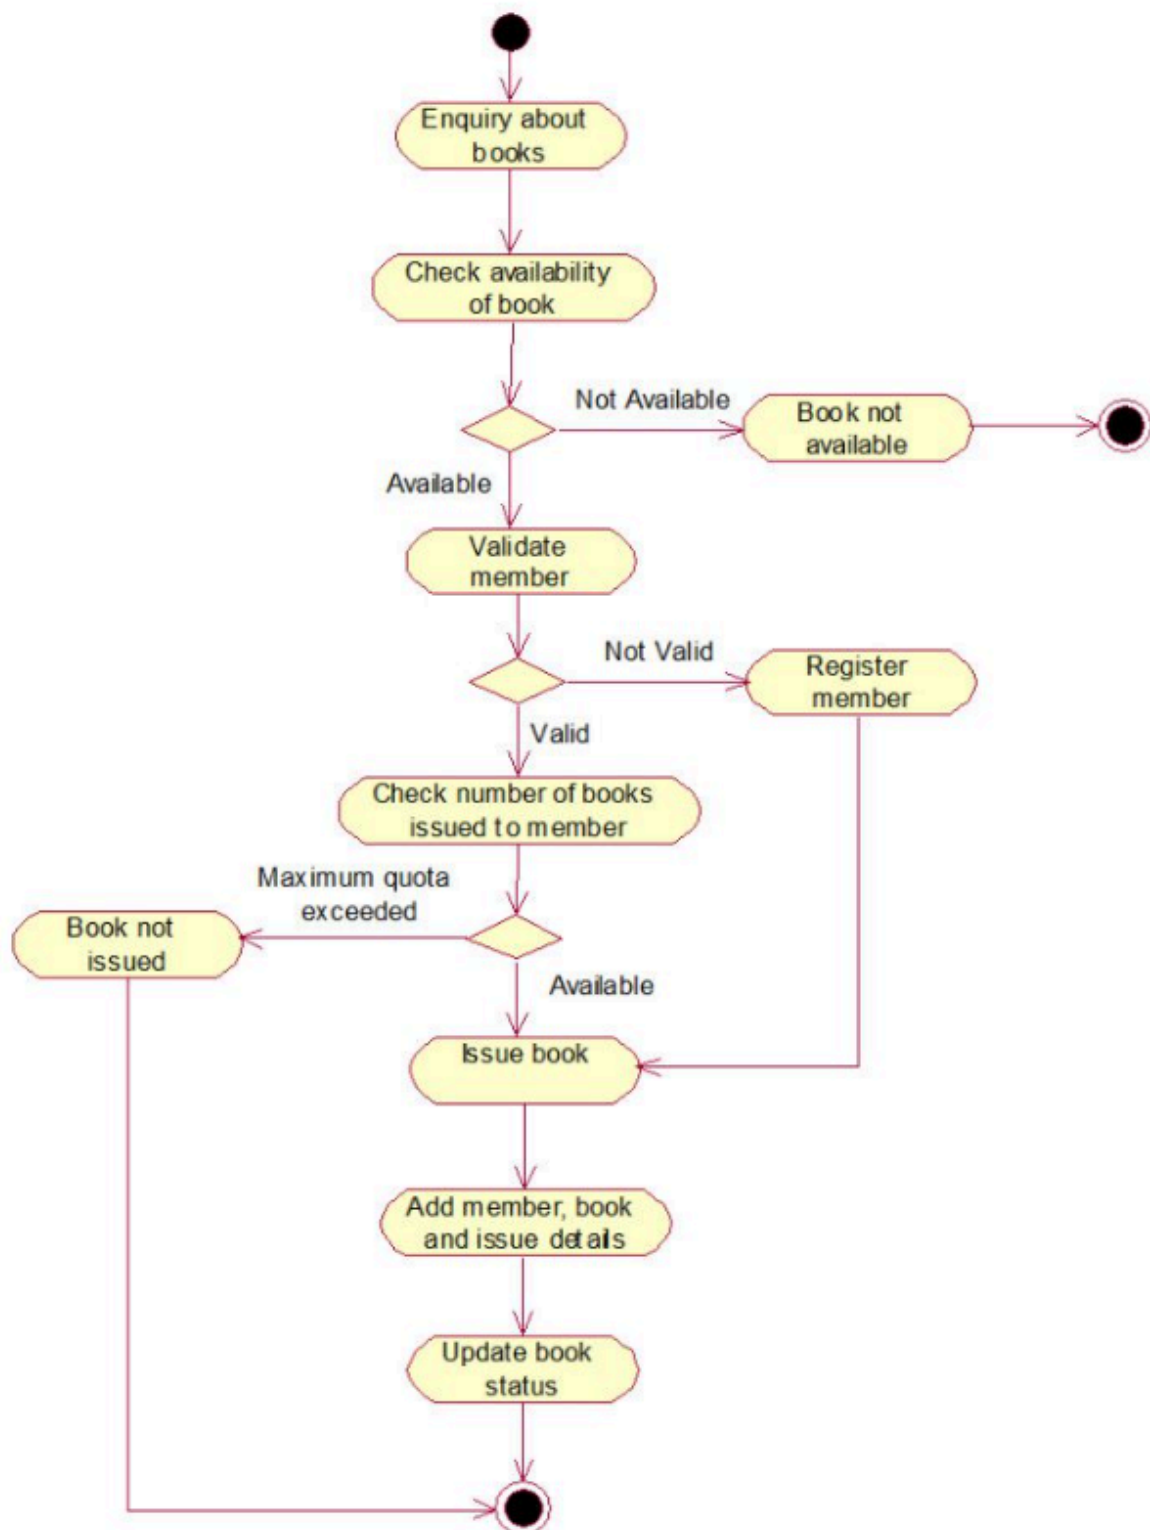 Enquiry about
books
Check availability
of book
Not Available
Book not
available
Available
Validate
member
Not Valid
Register
member
Valid
Check number of books
issued to member
Maximum quota
exceeded
Book not
issued
Available
Issue book
Add member, book
and issue details
Update book
status